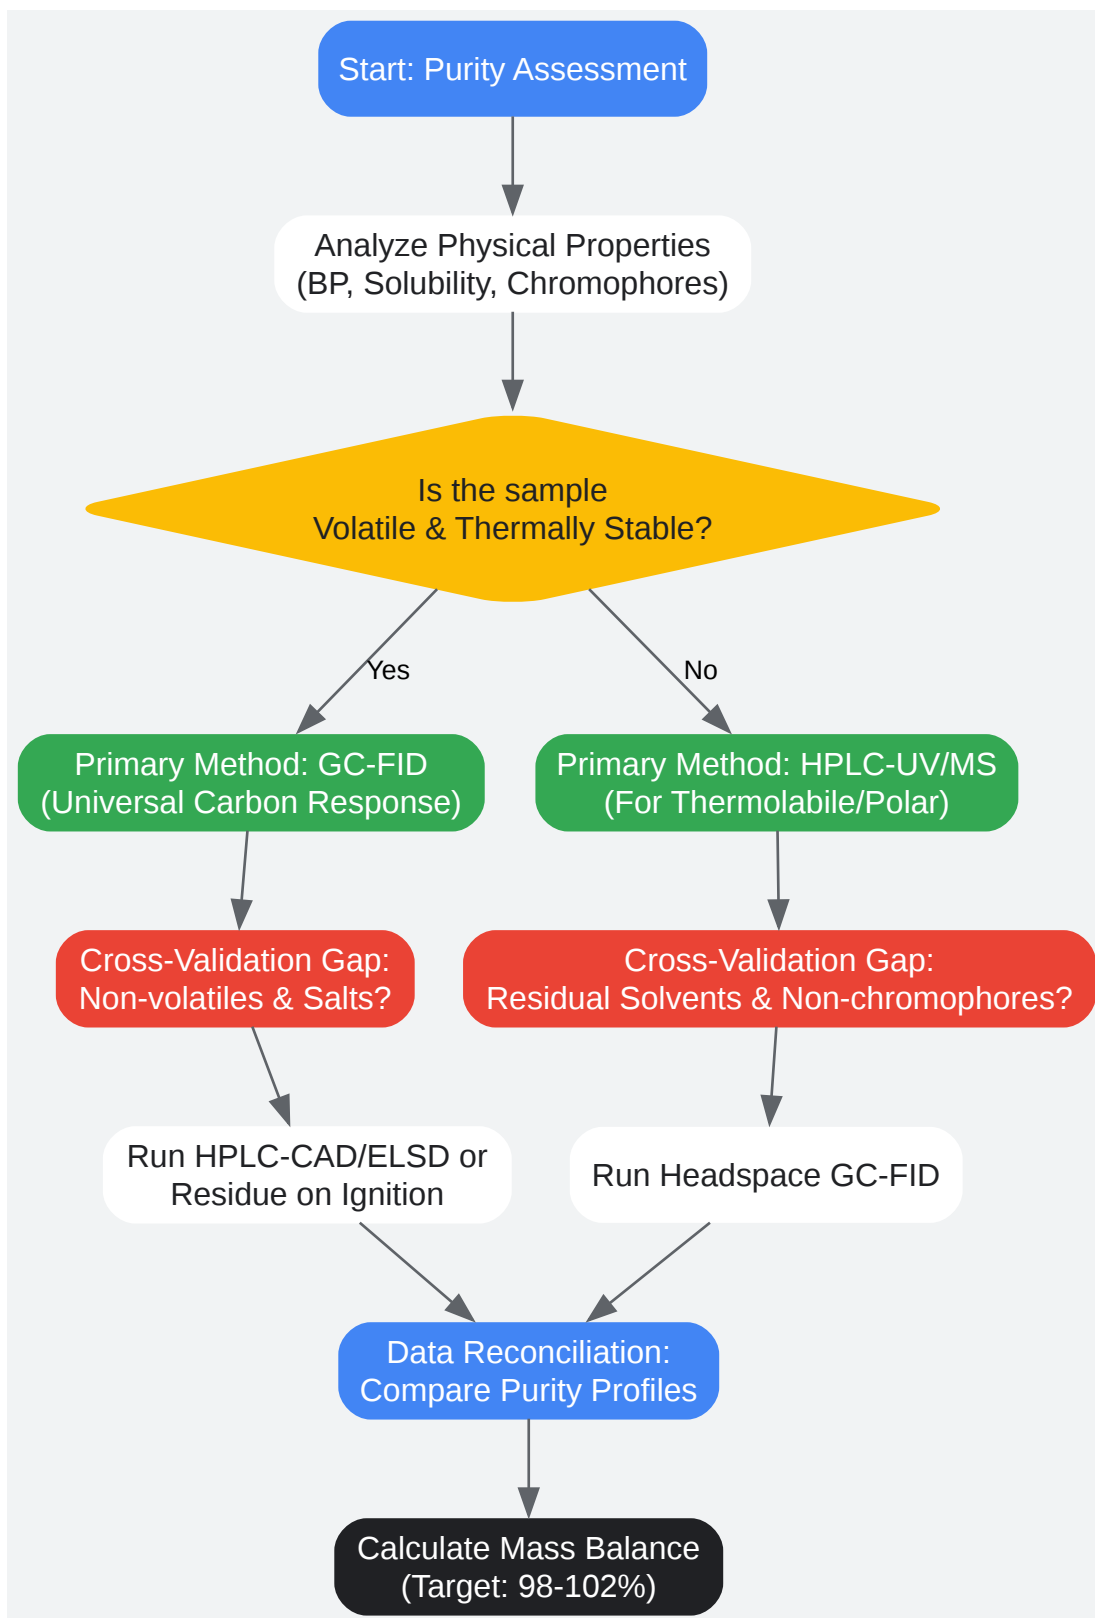 Start: Purity Assessment
Analyze Physical Properties
(BP, Solubility, Chromophores)
Is the sample
Volatile & Thermally Stable?
Yes
No
Primary Method: GC-FID
(Universal Carbon Response)
Primary Method: HPLC-UV/MS
(For Thermolabile/Polar)
Cross-Validation Gap:
Non-volatiles & Salts?
Cross-Validation Gap:
Residual Solvents & Non-chromophores?
Run HPLC-CAD/ELSD or
Residue on Ignition
Run Headspace GC-FID
Data Reconciliation:
Compare Purity Profiles
Calculate Mass Balance
(Target: 98-102%)